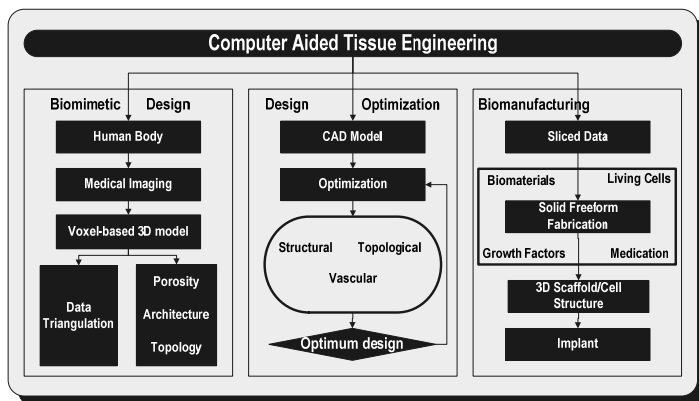 Computer Aided Tissue Engineering
Biomimetic Design
Human Body
Medical Imaging
Voxel-based 3D model
Data
Triangulation
Porosity
Architecture
Topology
Design Optimization
CAD Model
Optimization
Structural Topological
Vascular
Optimum design
Biomanufacturing
Sliced Data
Biomaterials Living Cells
Solid Freeform
Fabrication
Growth Factors Medication
3D Scaffold/Cell
Structure
Implant